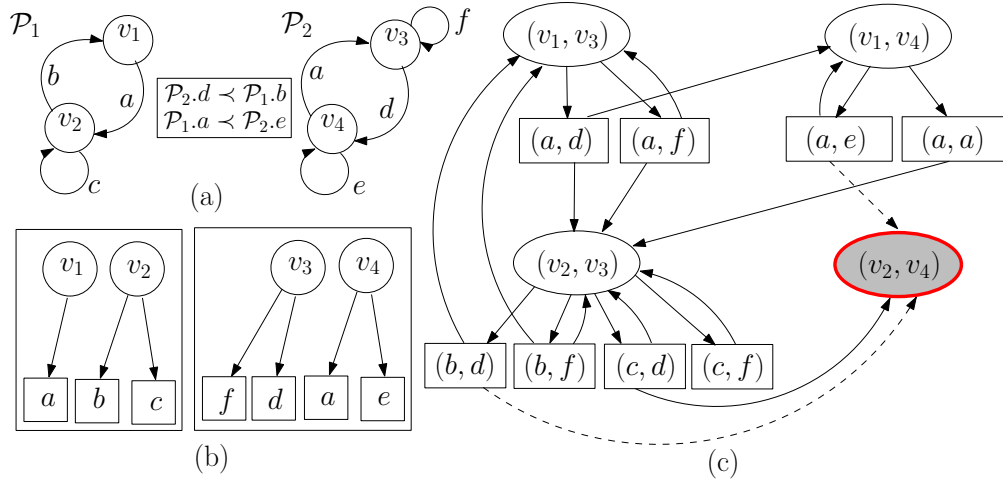 𝒫₁ v₁ b a v₂ c
𝒫₂.d ≺ 𝒫₁.b
𝒫₁.a ≺ 𝒫₂.e
𝒫₂ v₃ f a d v₄ e
(a)
v₁ v₂
a b c
v₃ v₄
f d a e
(b)
(v₁, v₃) (v₁, v₄)
(a, d) (a, f) (a, e) (a, a)
(v₂, v₃) (v₂, v₄)
(b, d) (b, f) (c, d) (c, f)
(c)